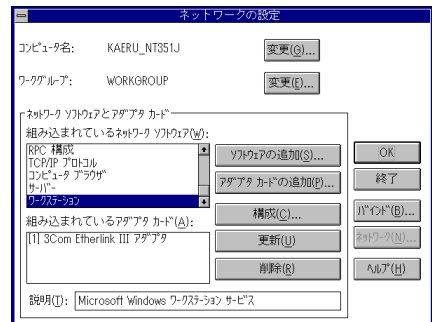 ネットワークの設定
コンピュータ名: KAERU_NT351J 変更(G)...
ワークグループ: WORKGROUP 変更(E)...
ネットワーク ソフトウェアとアダプタ カード
組み込まれているネットワーク ソフトウェア(W):
RPC 構成
TCP/IP プロトコル
コンピュータ ブラウザ
サーバー
ワークステーション
ソフトウェアの追加(S)...
アダプタ カードの追加(P)...
構成(C)...
更新(U)
削除(R)
OK
終了
バインド(B)...
ネットワーク(N)...
ヘルプ(H)
組み込まれているアダプタ カード(A):
[1] 3Com Etherlink III アダプタ
説明(T): Microsoft Windows ワークステーション サービス